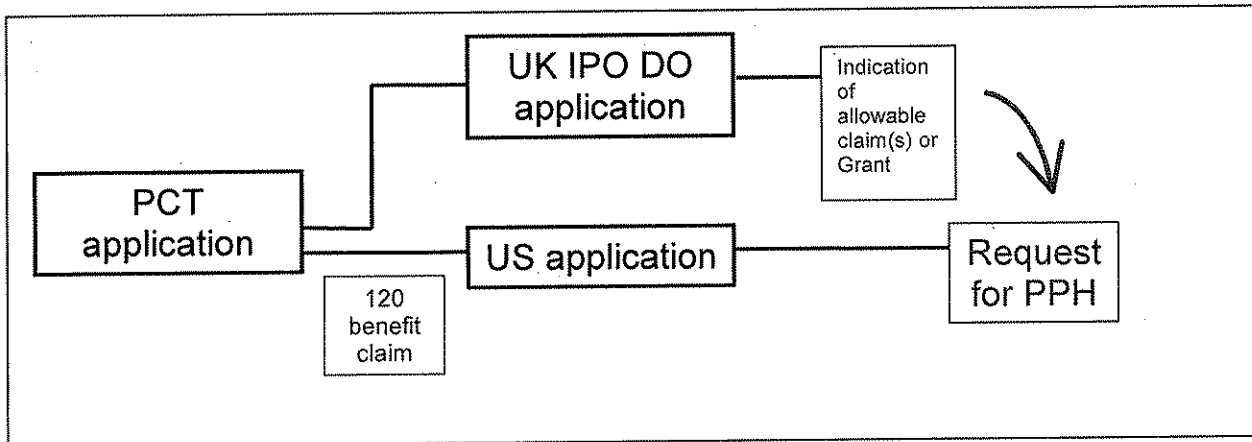 UK IPO DO
application
Indication
of
allowable
claim(s) or
Grant
PCT
application
US application
Request
for PPH
120
benefit
claim